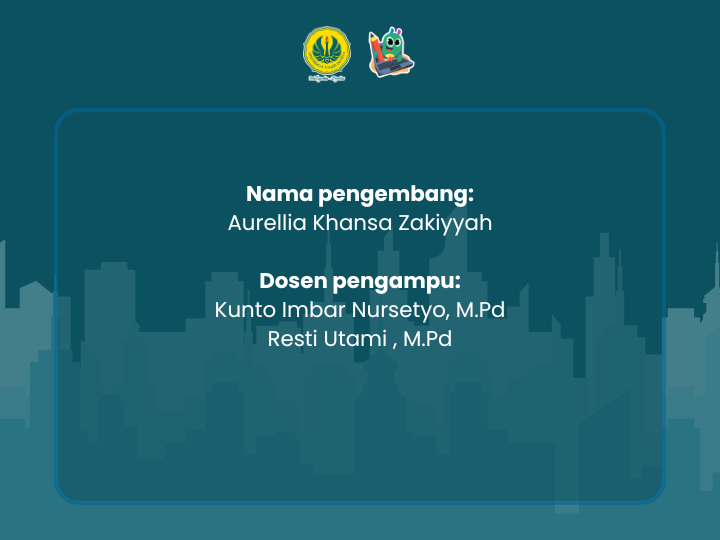 Nama pengembang:
Aurellia Khansa Zakiyyah
Dosen pengampu:
Kunto Imbar Nursetyo, M.Pd
Resti Utami , M.Pd